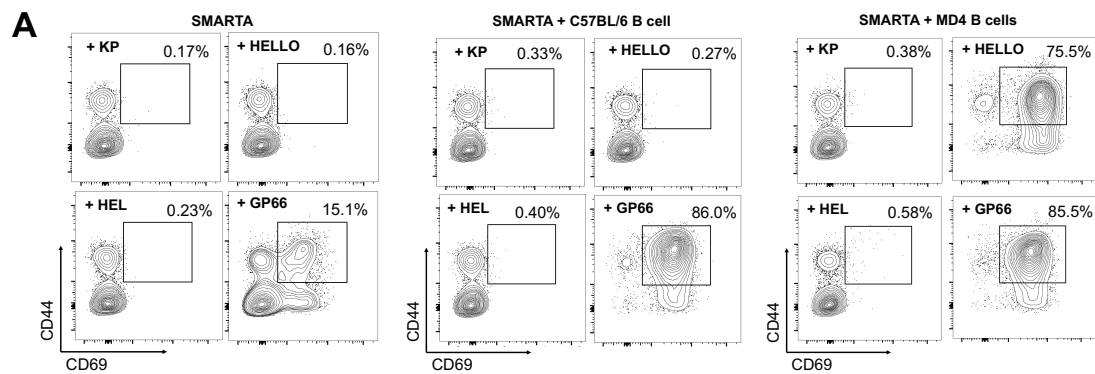 A
SMARTA
SMARTA + C57BL/6 B cell
SMARTA + MD4 B cells
+ KP 0.17%
+ HELLO 0.16%
+ KP 0.33%
+ HELLO 0.27%
+ KP 0.38%
+ HELLO 75.5%
+ HEL 0.23%
+ GP66 15.1%
+ HEL 0.40%
+ GP66 86.0%
+ HEL 0.58%
+ GP66 85.5%
CD44
CD69
CD44
CD69
CD44
CD69